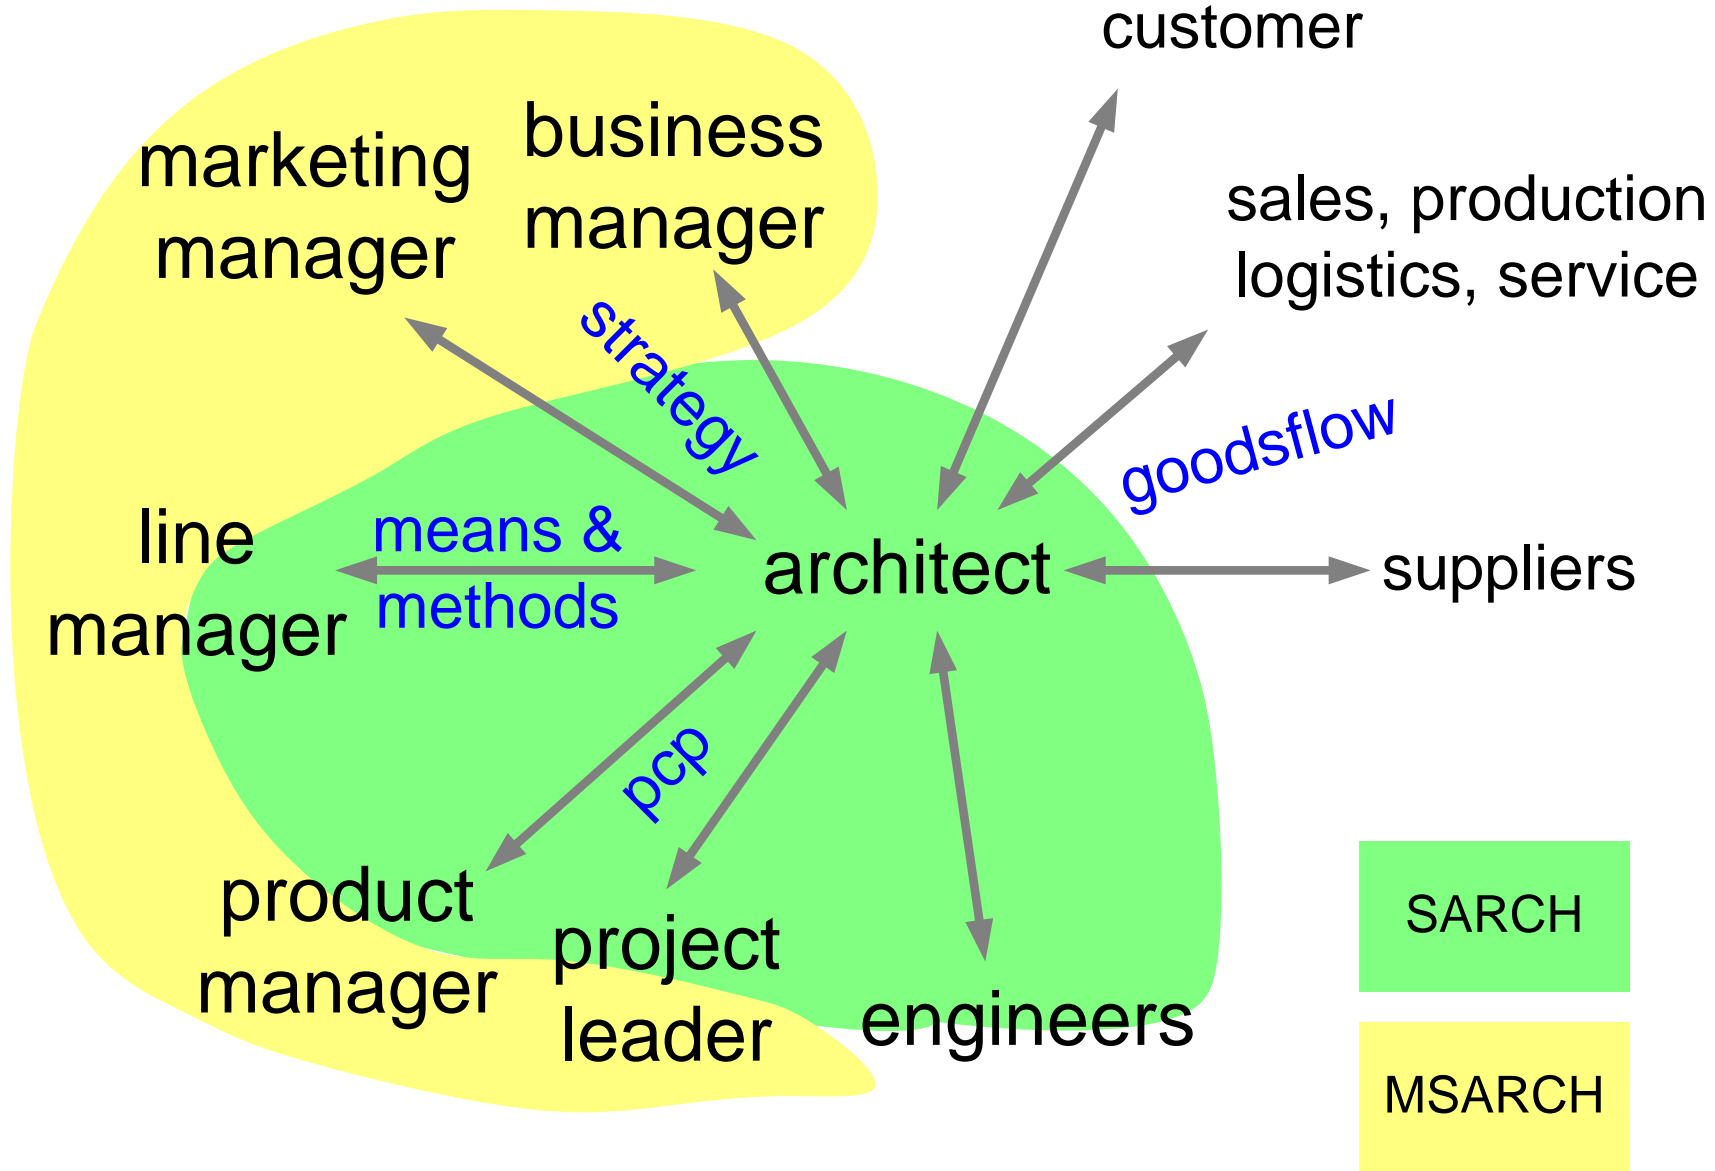 customer
business
manager
marketing
manager
sales, production
logistics, service
strategy
goodsflow
line
manager
means &
methods
architect
suppliers
pcp
product
manager
project
leader
engineers
SARCH
MSARCH